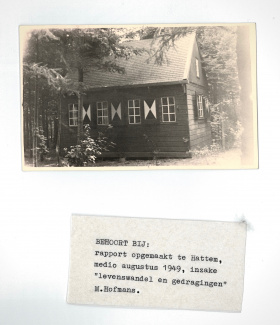 BEHOORT BIJ:
rapport opgemaakt te Hattem,
medio augustus 1949, inzake
"levenswandel en gedragingen"
M.Hofmans.